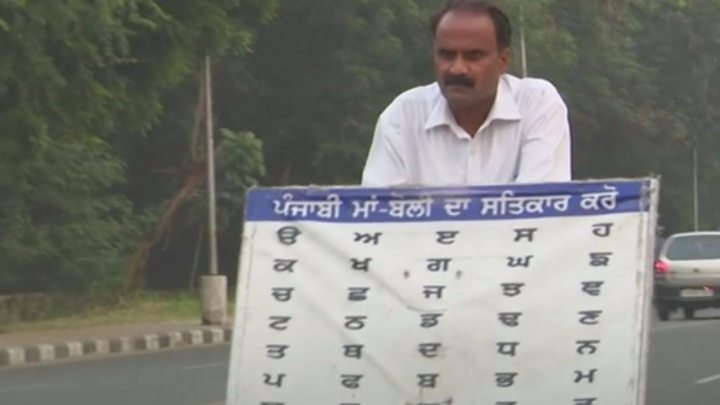 ਪੰਜਾਬੀ ਮਾਂ-ਬੋਲੀ ਦਾ ਸਤਿਕਾਰ ਕਰੋ
ੳ ਅ ੲ ਸ ਹ
ਕ ਖ ਗ ਘ ਙ
ਚ ਛ ਜ ਝ ਞ
ਟ ਠ ਡ ਢ ਣ
ਤ ਥ ਦ ਧ ਨ
ਪ ਫ ਬ ਭ ਮ